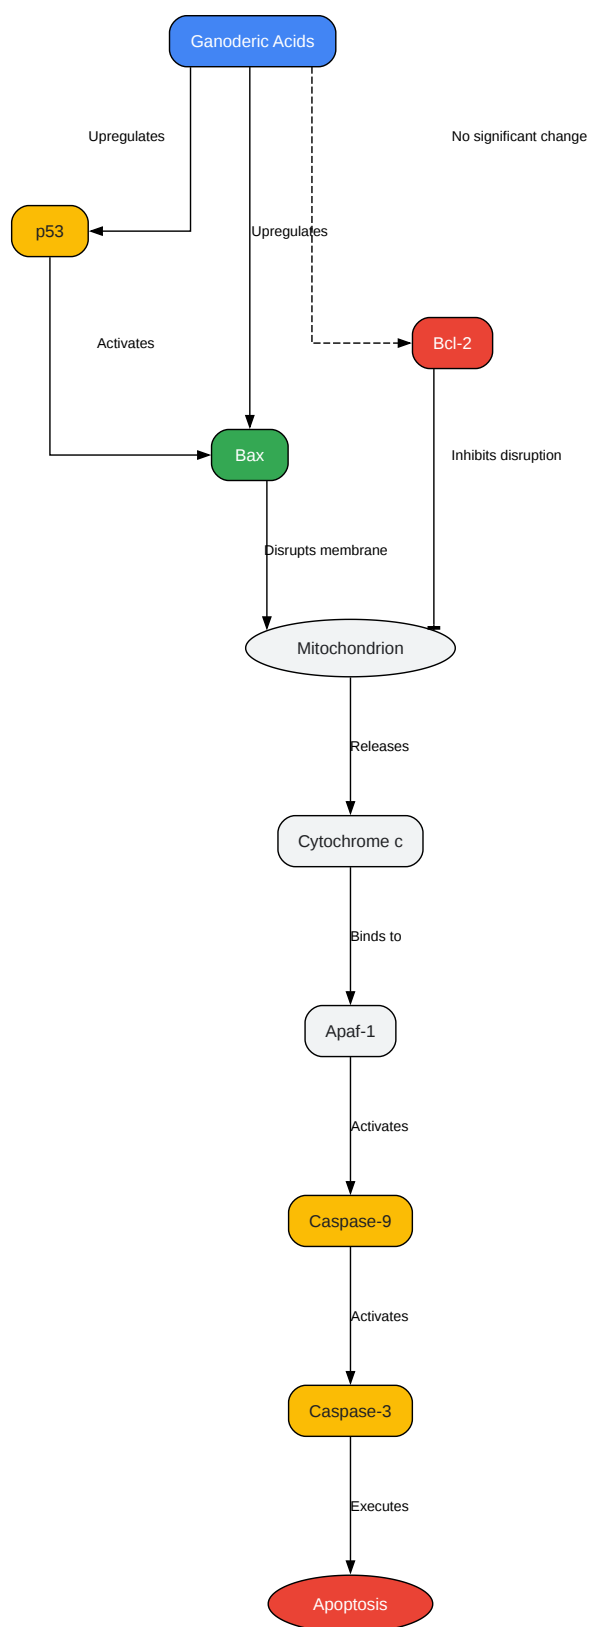 Ganoderic Acids
Upregulates
No significant change
p53
Upregulates
Activates
Bcl-2
Bax
Inhibits disruption
Disrupts membrane
Mitochondrion
Releases
Cytochrome c
Binds to
Apaf-1
Activates
Caspase-9
Activates
Caspase-3
Executes
Apoptosis